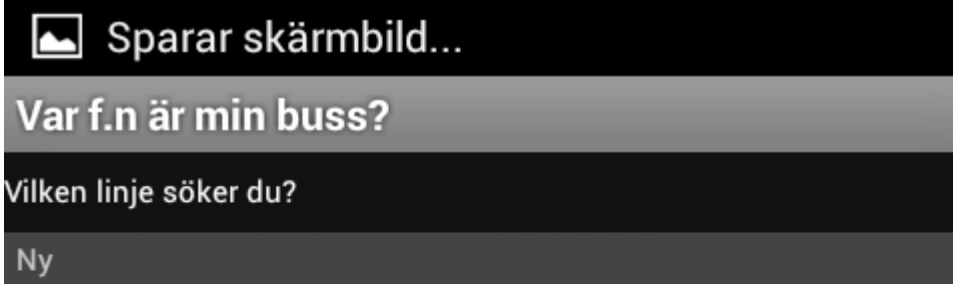 Sparar skärmbild...
Var f.n är min buss?
Vilken linje söker du?
Ny